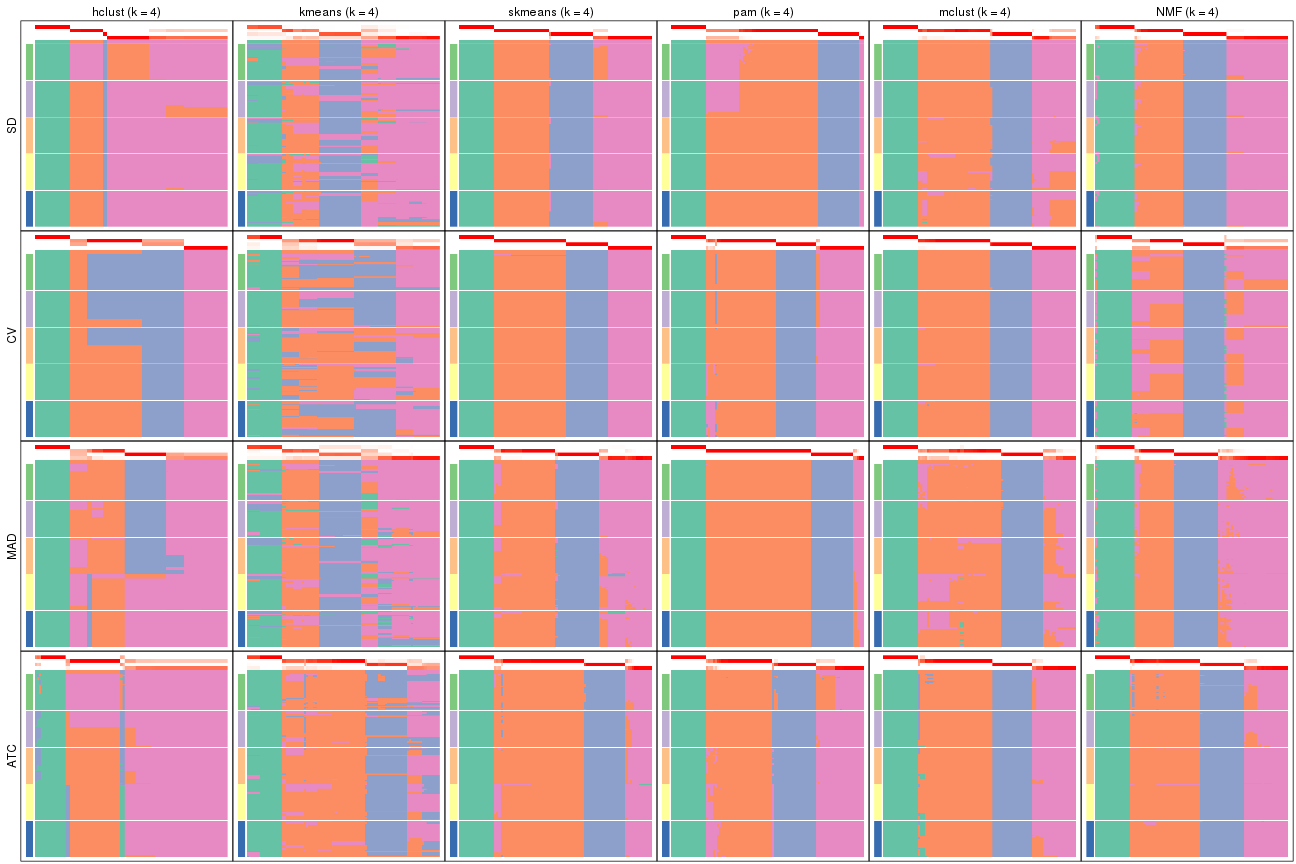 hclust (k = 4) kmeans (k = 4) skmeans (k = 4) pam (k = 4) mclust (k = 4) NMF (k = 4)
SD
CV
MAD
ATC